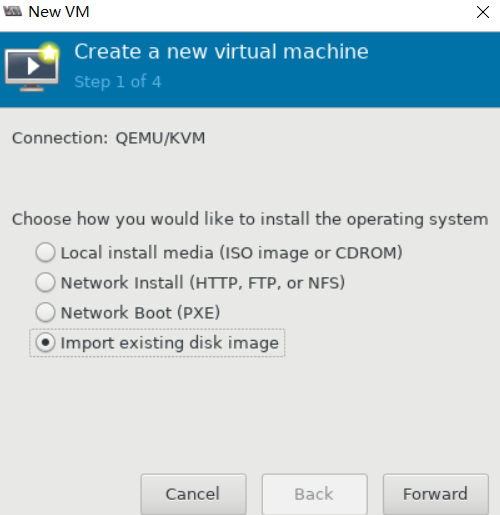 New VM
Create a new virtual machine
Step 1 of 4
Connection: QEMU/KVM
Choose how you would like to install the operating system
Local install media (ISO image or CDROM)
Network Install (HTTP, FTP, or NFS)
Network Boot (PXE)
Import existing disk image
Cancel Back Forward